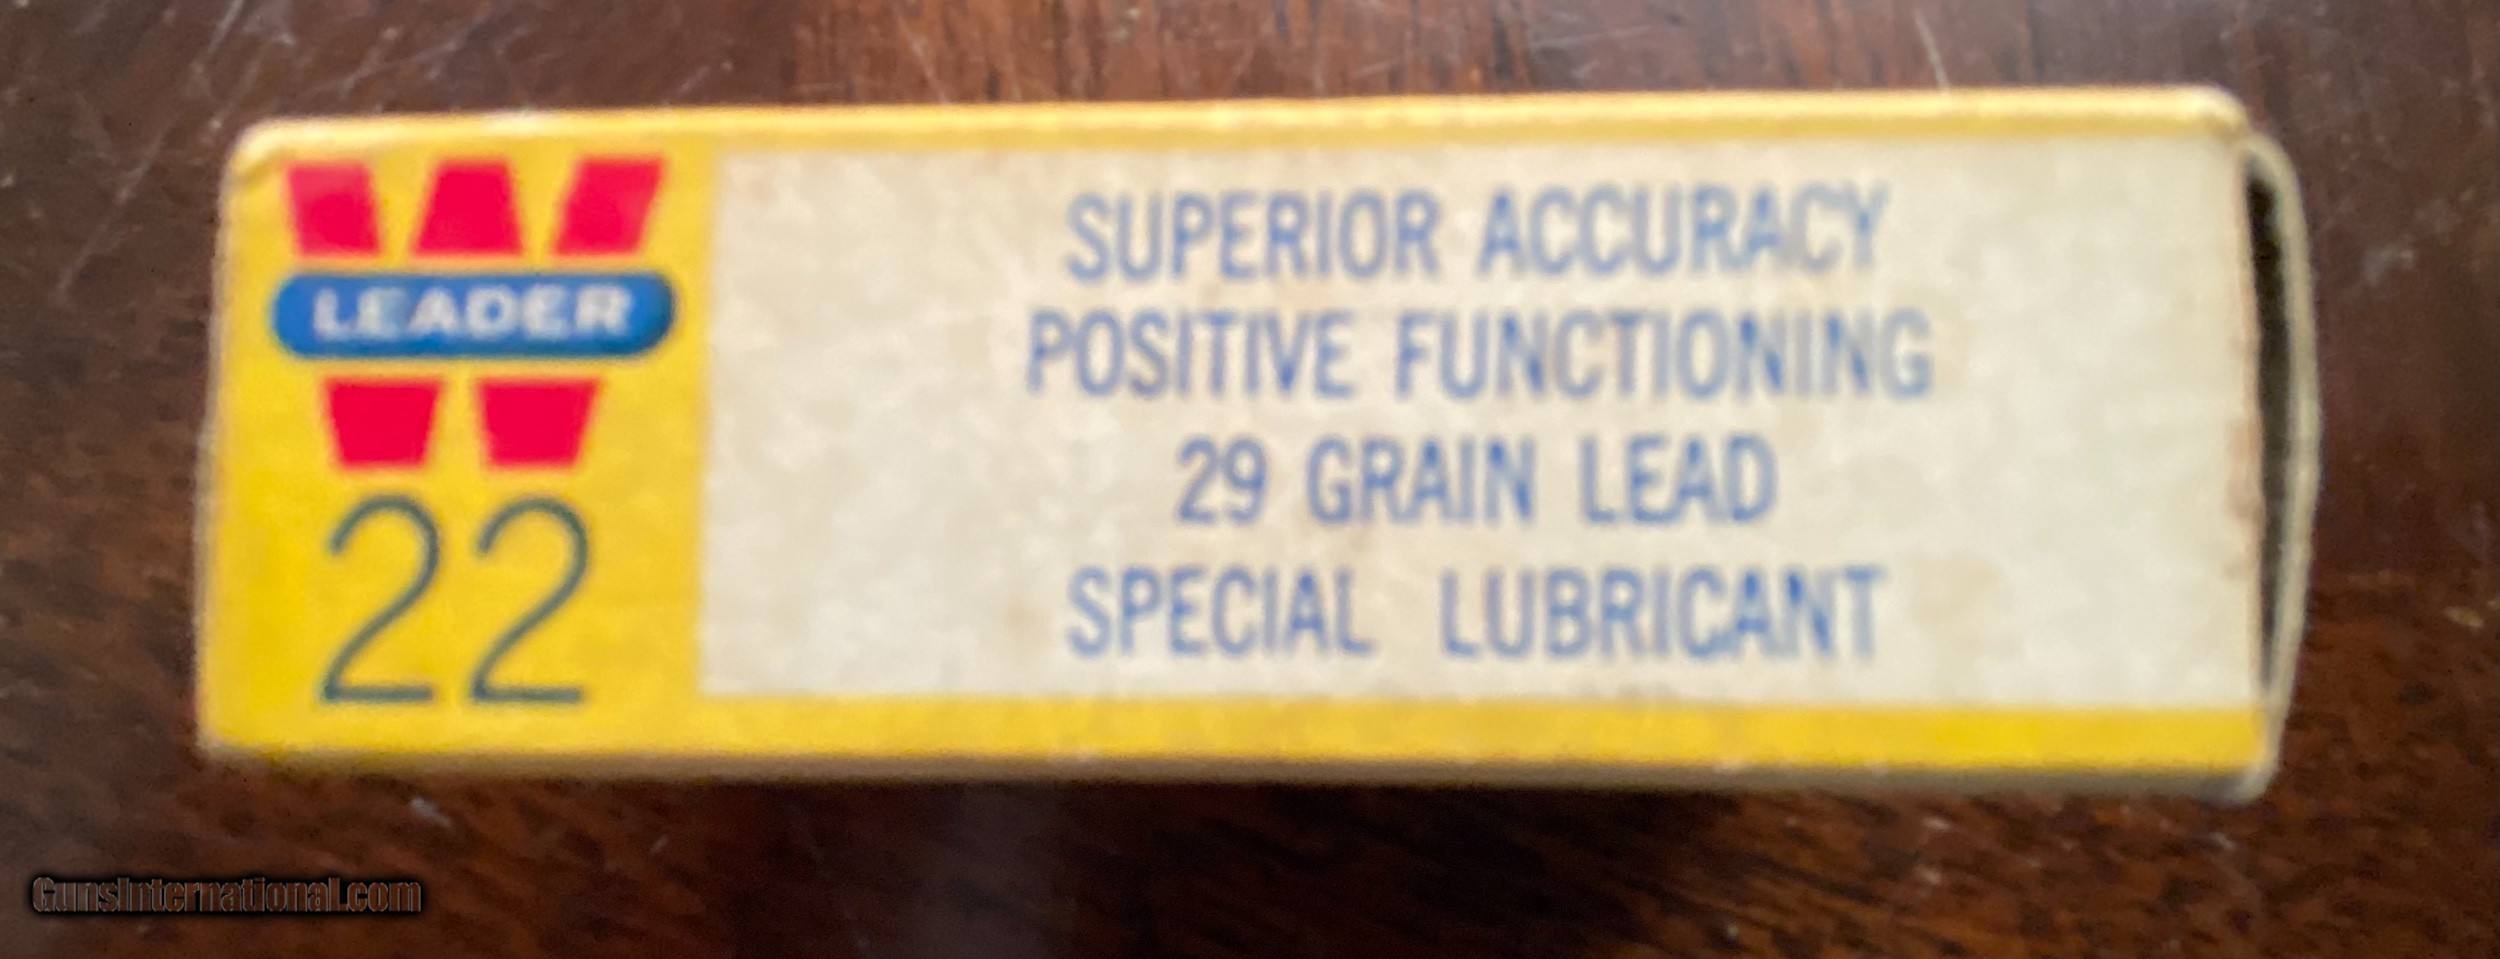 LEADER
22
SUPERIOR ACCURACY
POSITIVE FUNCTIONING
29 GRAIN LEAD
SPECIAL LUBRICANT
GunsInternational.com